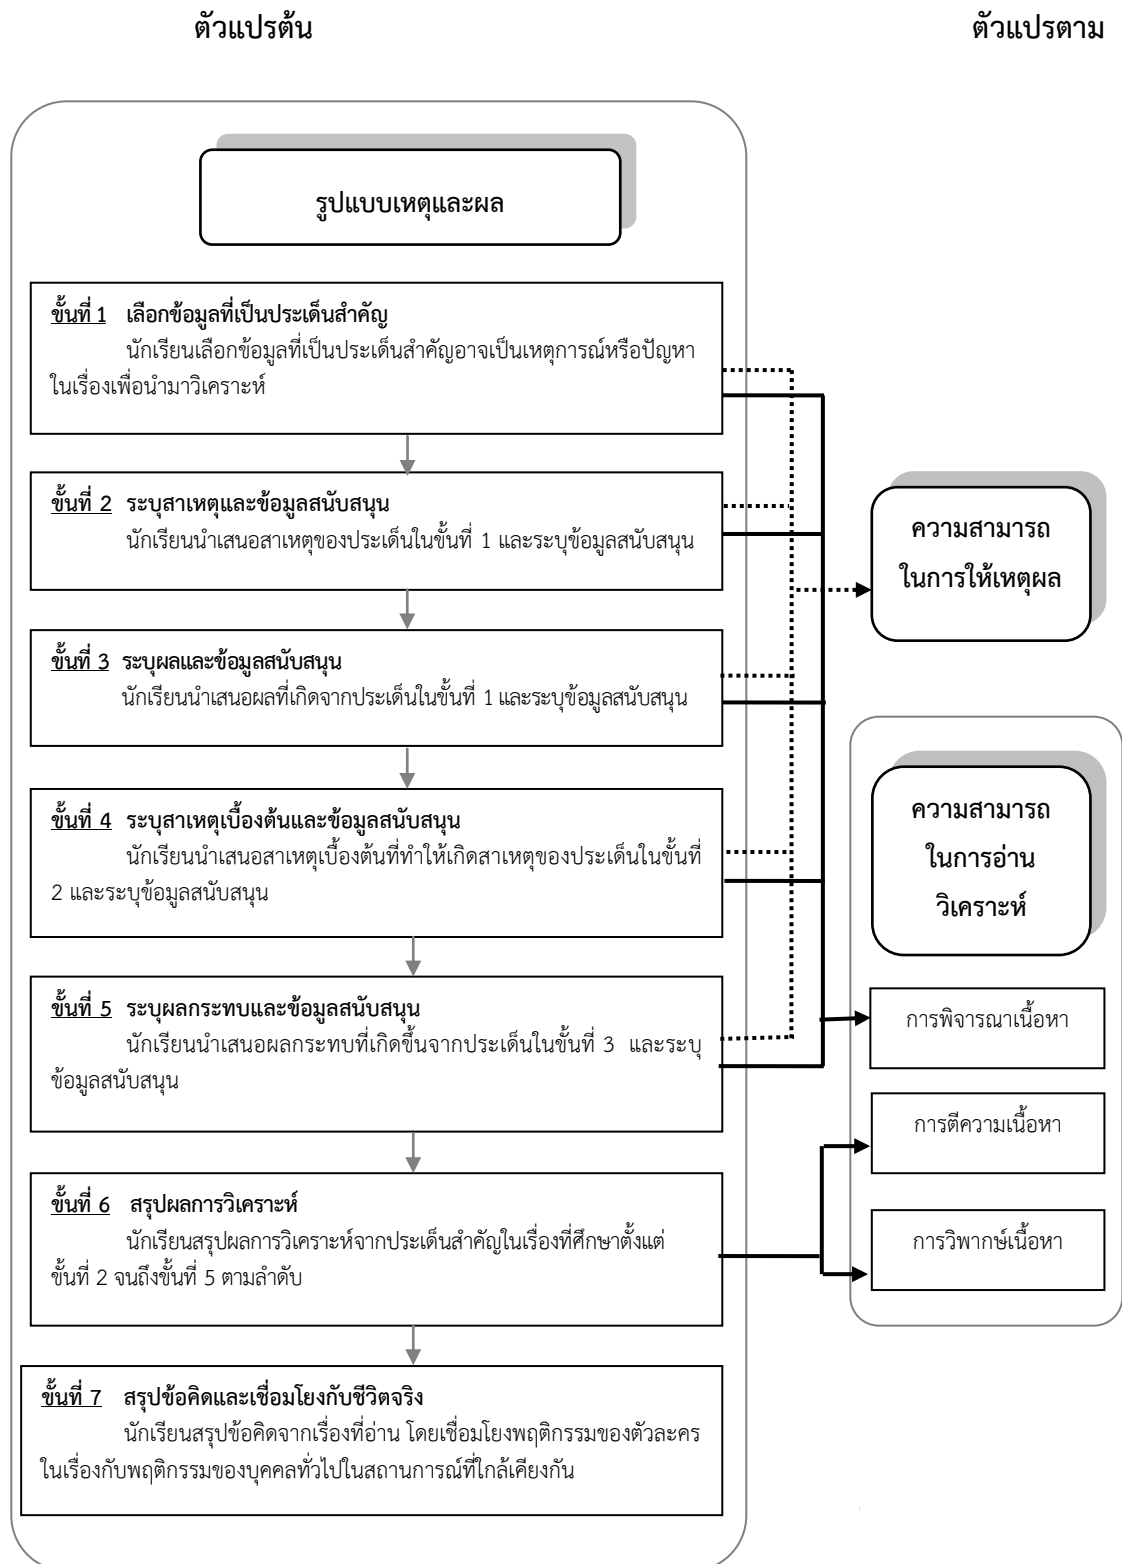 ตัวแปรต้น
ตัวแปรตาม
รูปแบบเหตุและผล
ขั้นที่ 1 เลือกข้อมูลที่เป็นประเด็นสำคัญ
นักเรียนเลือกข้อมูลที่เป็นประเด็นสำคัญอาจเป็นเหตุการณ์หรือปัญหา
ในเรื่องเพื่อนำมาวิเคราะห์
ขั้นที่ 2 ระบุสาเหตุและข้อมูลสนับสนุน
นักเรียนนำเสนอสาเหตุของประเด็นในขั้นที่ 1 และระบุข้อมูลสนับสนุน
ขั้นที่ 3 ระบุผลและข้อมูลสนับสนุน
นักเรียนนำเสนอผลที่เกิดจากประเด็นในขั้นที่ 1 และระบุข้อมูลสนับสนุน
ขั้นที่ 4 ระบุสาเหตุเบื้องต้นและข้อมูลสนับสนุน
นักเรียนนำเสนอสาเหตุเบื้องต้นที่ทำให้เกิดสาเหตุของประเด็นในขั้นที่
2 และระบุข้อมูลสนับสนุน
ขั้นที่ 5 ระบุผลกระทบและข้อมูลสนับสนุน
นักเรียนนำเสนอผลกระทบที่เกิดขึ้นจากประเด็นในขั้นที่ 3 และระบุ
ข้อมูลสนับสนุน
ขั้นที่ 6 สรุปผลการวิเคราะห์
นักเรียนสรุปผลการวิเคราะห์จากประเด็นสำคัญในเรื่องที่ศึกษาตั้งแต่
ขั้นที่ 2 จนถึงขั้นที่ 5 ตามลำดับ
ขั้นที่ 7 สรุปข้อคิดและเชื่อมโยงกับชีวิตจริง
นักเรียนสรุปข้อคิดจากเรื่องที่อ่าน โดยเชื่อมโยงพฤติกรรมของตัวละคร
ในเรื่องกับพฤติกรรมของบุคคลทั่วไปในสถานการณ์ที่ใกล้เคียงกัน
ความสามารถ
ในการให้เหตุผล
ความสามารถ
ในการอ่าน
วิเคราะห์
การพิจารณาเนื้อหา
การตีความเนื้อหา
การวิพากษ์เนื้อหา